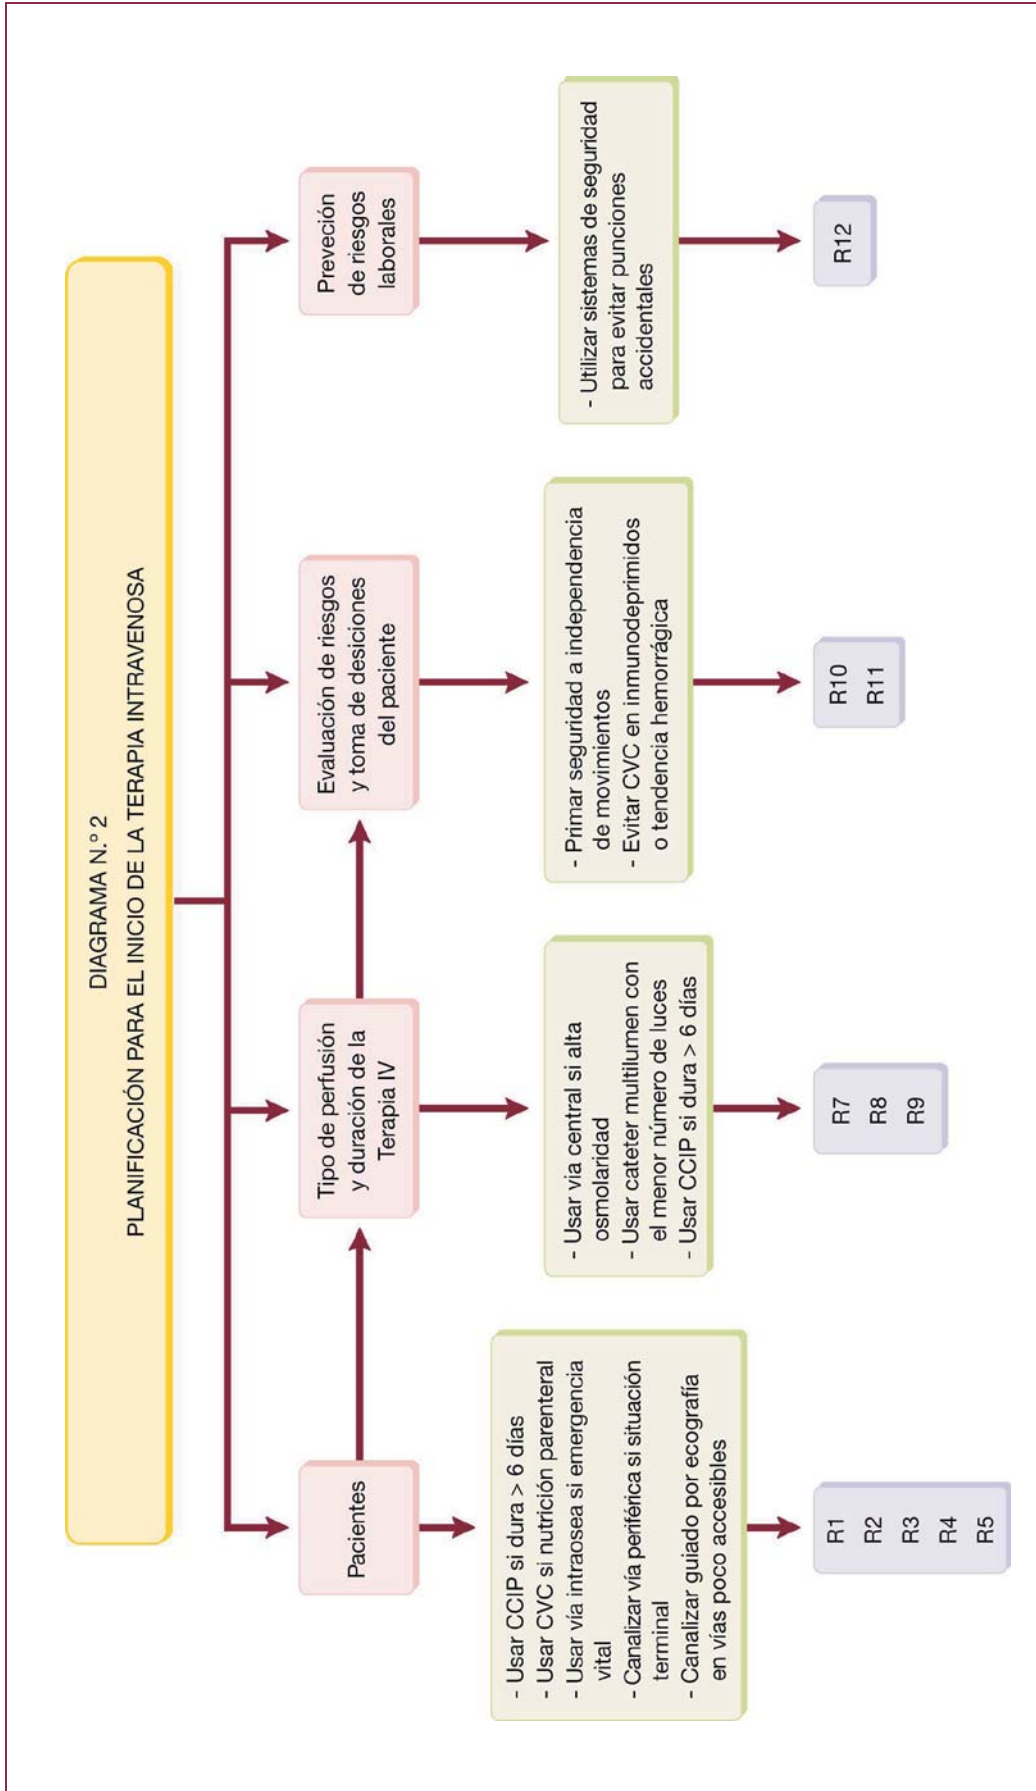 DIAGRAMA N.º 2
PLANIFICACIÓN PARA EL INICIO DE LA TERAPIA INTRAVENOSA
Pacientes
- Usar CCIP si dura > 6 días
- Usar CVC si nutrición parenteral
- Usar vía intraosea si emergencia
vital
- Canalizar vía periférica si situación
terminal
- Canalizar guiado por ecografía
en vías poco accesibles
R1
R2
R3
R4
R5
Tipo de perfusión
y duración de la
Terapia IV
- Usar via central si alta
osmolaridad
- Usar cateter multilumen con
el menor número de luces
- Usar CCIP si dura > 6 días
R7
R8
R9
Evaluación de riesgos
y toma de desiciones
del paciente
- Primar seguridad a independencia
de movimientos
- Evitar CVC en inmunodeprimidos
o tendencia hemorrágica
R10
R11
Preveción
de riesgos
laborales
- Utilizar sistemas de seguridad
para evitar punciones
accidentales
R12